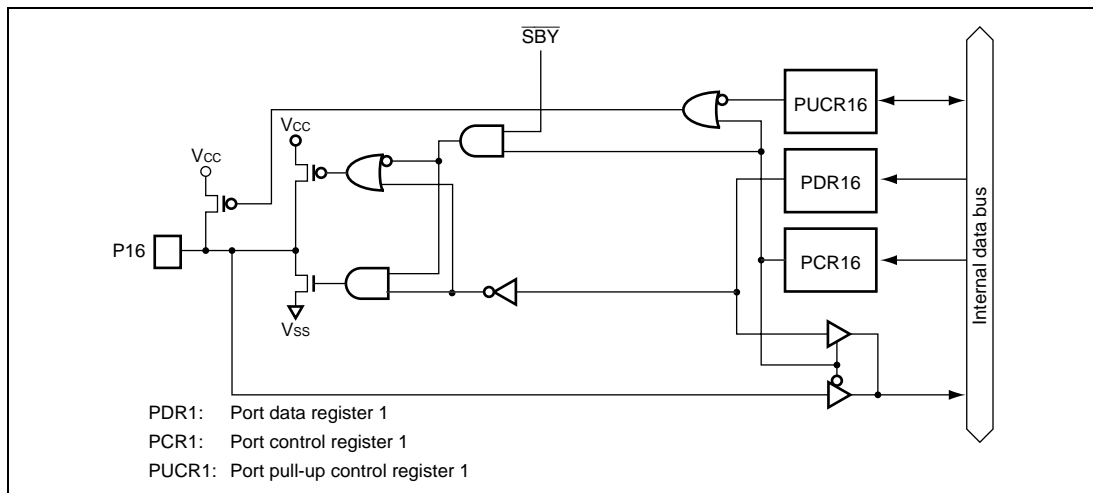 S̅B̅Y̅
PUCR16
VCC
VCC
PDR16
P16
PCR16
VSS
Internal data bus
PDR1: Port data register 1
PCR1: Port control register 1
PUCR1: Port pull-up control register 1